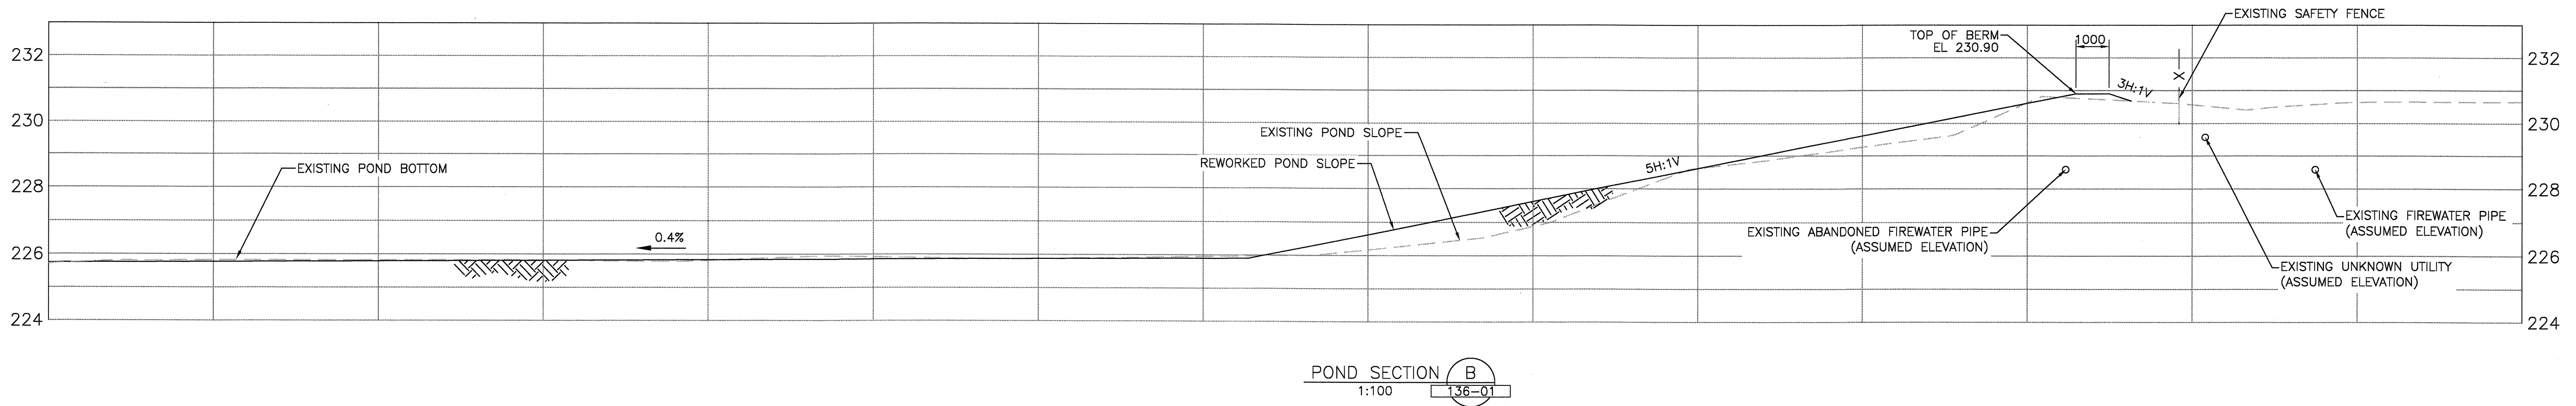 EXISTING SAFETY FENCE
TOP OF BERM
EL 230.90
1000
X
3H:1V
232
232
230
230
EXISTING POND SLOPE
REWORKED POND SLOPE
5H:1V
EXISTING POND BOTTOM
228
228
EXISTING FIREWATER PIPE
(ASSUMED ELEVATION)
EXISTING ABANDONED FIREWATER PIPE
(ASSUMED ELEVATION)
0.4%
226
226
EXISTING UNKNOWN UTILITY
(ASSUMED ELEVATION)
224
224
POND SECTION
B
1:100
136-01